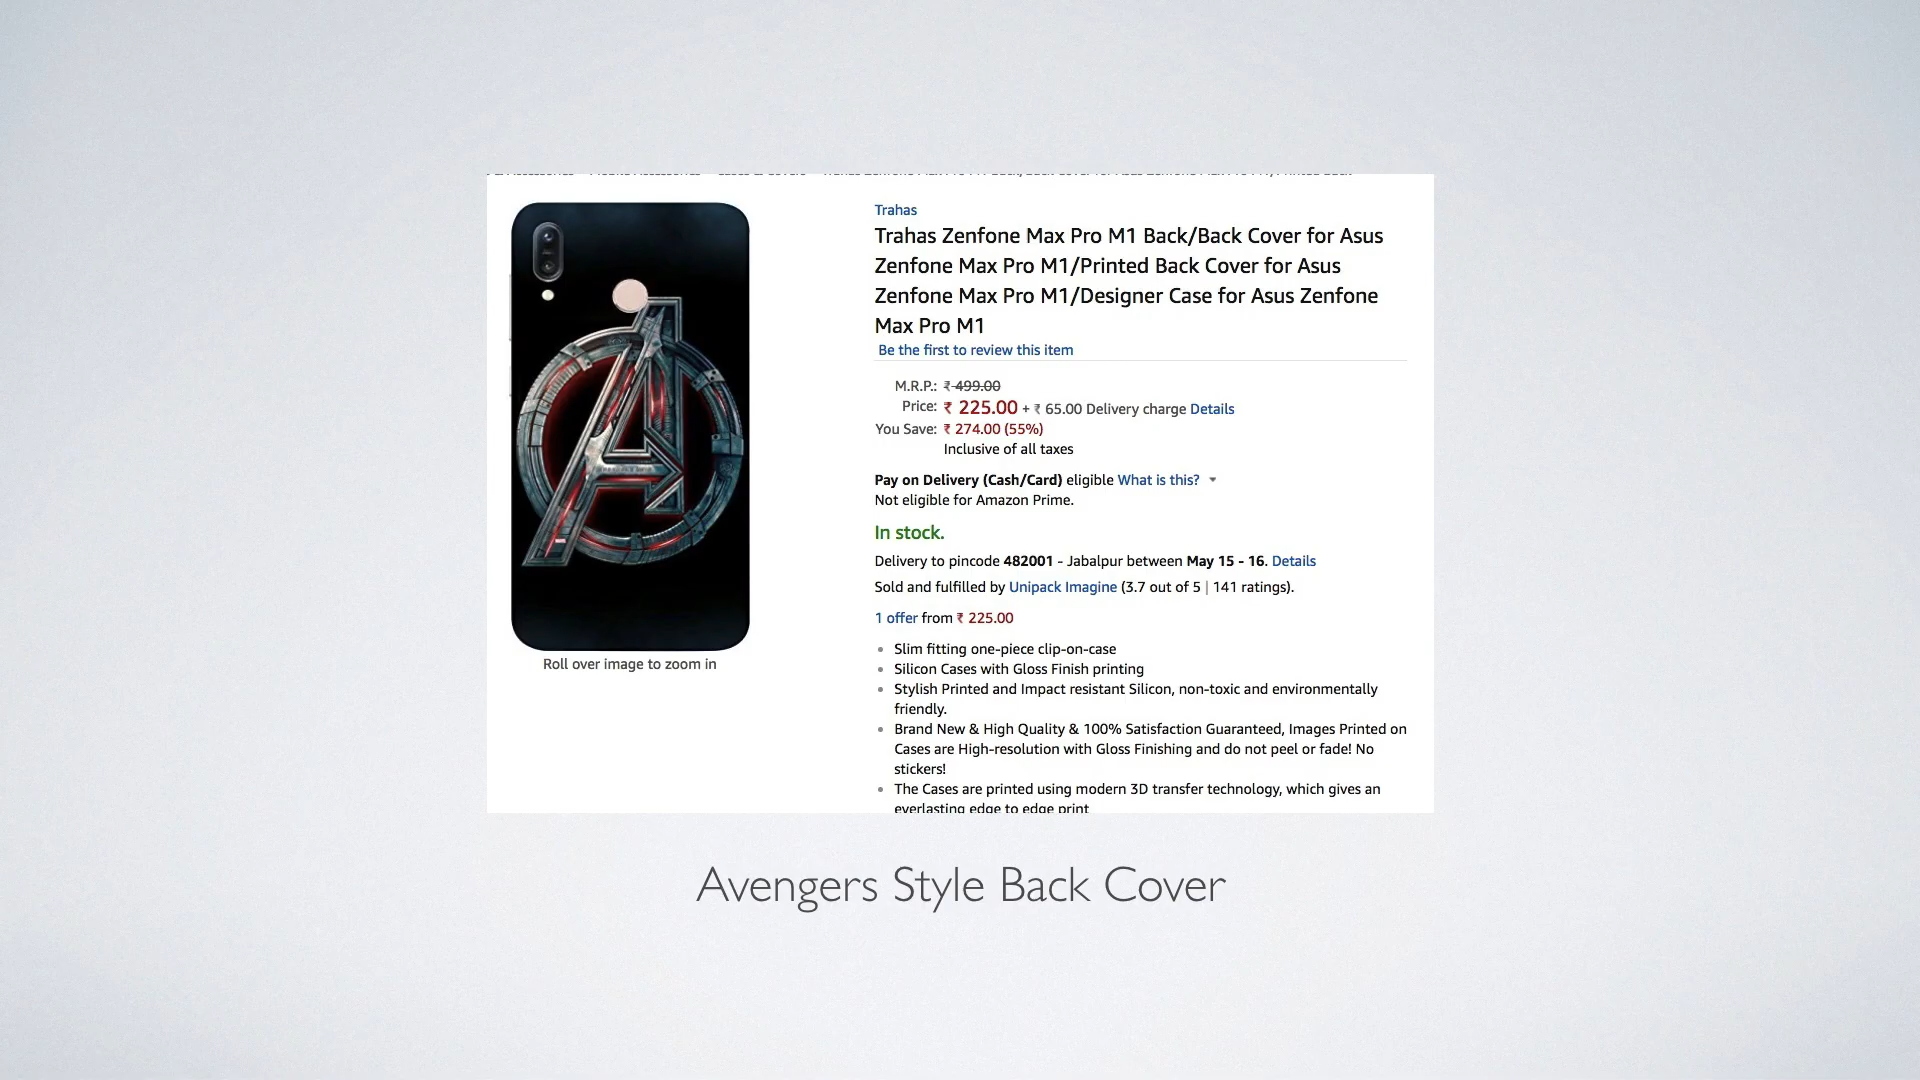 Trahas
Trahas Zenfone Max Pro M1 Back/Back Cover for Asus
Zenfone Max Pro M1/Printed Back Cover for Asus
Zenfone Max Pro M1/Designer Case for Asus Zenfone
Max Pro M1
Be the first to review this item
M.R.P.: ₹ 499.00
Price: ₹ 225.00 + ₹ 65.00 Delivery charge Details
You Save: ₹ 274.00 (55%)
Inclusive of all taxes
Pay on Delivery (Cash/Card) eligible What is this?
Not eligible for Amazon Prime.
In stock.
Delivery to pincode 482001 - Jabalpur between May 15 - 16. Details
Sold and fulfilled by Unipack Imagine (3.7 out of 5 | 141 ratings).
1 offer from ₹ 225.00
Slim fitting one-piece clip-on-case
Silicon Cases with Gloss Finish printing
Stylish Printed and Impact resistant Silicon, non-toxic and environmentally
friendly.
Brand New & High Quality & 100% Satisfaction Guaranteed, Images Printed on
Cases are High-resolution with Gloss Finishing and do not peel or fade! No
stickers!
The Cases are printed using modern 3D transfer technology, which gives an
everlasting edge to edge print
Roll over image to zoom in
Avengers Style Back Cover